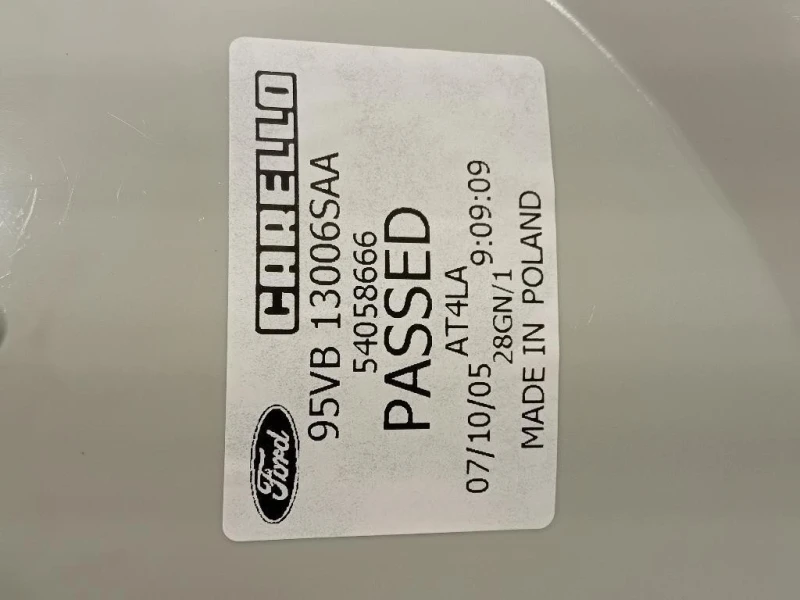 Ford CARELLO
95VB 13006SAA
54058666
PASSED
AT4LA
07/10/05 9:09:09
28GN/1
MADE IN POLAND